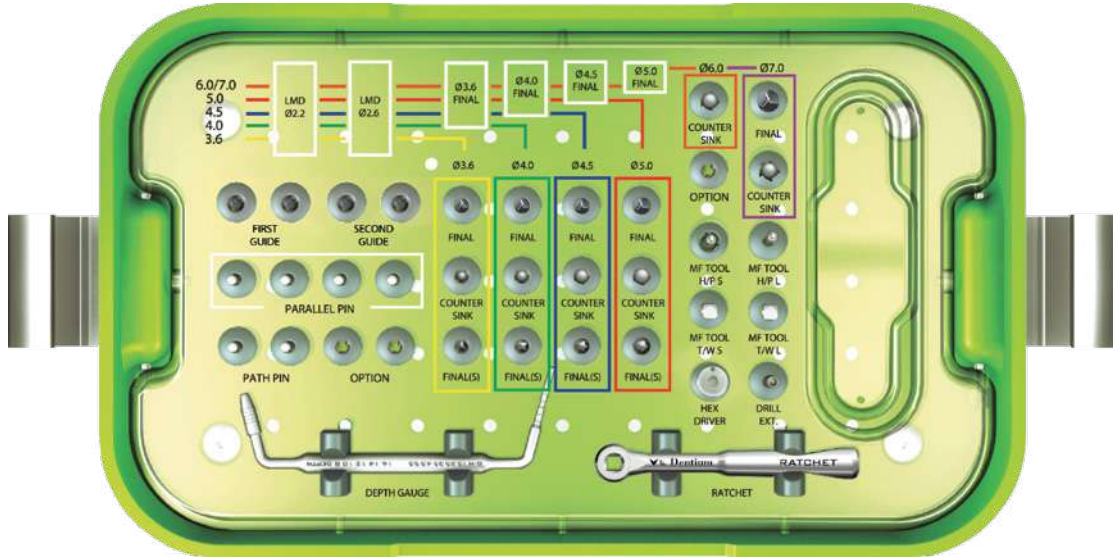 6.0/7.0
5.0
4.5
4.0
3.6
LMD
Ø2.2
LMD
Ø2.6
Ø3.6
FINAL
Ø4.0
FINAL
Ø4.5
FINAL
Ø5.0
FINAL
Ø6.0
Ø7.0
COUNTER
SINK
FINAL
OPTION
COUNTER
SINK
Ø3.6
Ø4.0
Ø4.5
Ø5.0
FIRST
GUIDE
SECOND
GUIDE
FINAL
FINAL
FINAL
FINAL
MF TOOL
H/P S
MF TOOL
H/P L
PARALLEL PIN
COUNTER
SINK
COUNTER
SINK
COUNTER
SINK
COUNTER
SINK
MF TOOL
T/W S
MF TOOL
T/W L
PATH PIN
OPTION
FINAL(S)
FINAL(S)
FINAL(S)
FINAL(S)
HEX
DRIVER
DRILL
EXT.
DEPTH GAUGE
Dentium
RATCHET
RATCHET